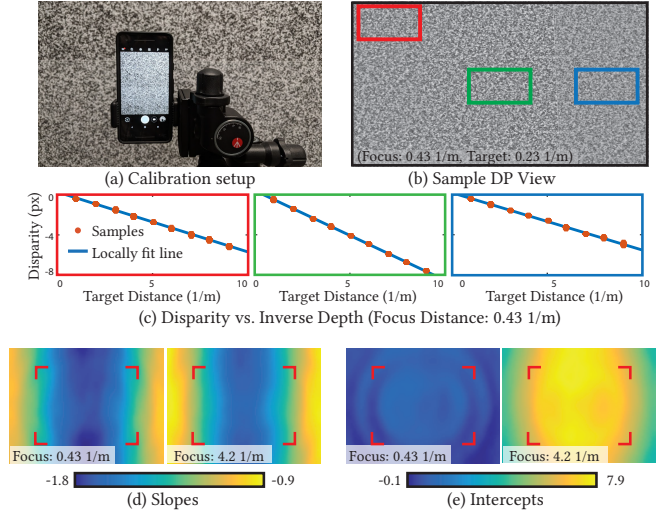 (Focus: 0.43 1/m, Target: 0.23 1/m)
(a) Calibration setup
(b) Sample DP View
Disparity (px)
0
-4
-8
Samples
Locally fit line
0 5 10
0 5 10
0 5 10
Target Distance (1/m)
Target Distance (1/m)
Target Distance (1/m)
(c) Disparity vs. Inverse Depth (Focus Distance: 0.43 1/m)
Focus: 0.43 1/m
Focus: 4.2 1/m
Focus: 0.43 1/m
Focus: 4.2 1/m
-1.8
-0.9
-0.1
7.9
(d) Slopes
(e) Intercepts